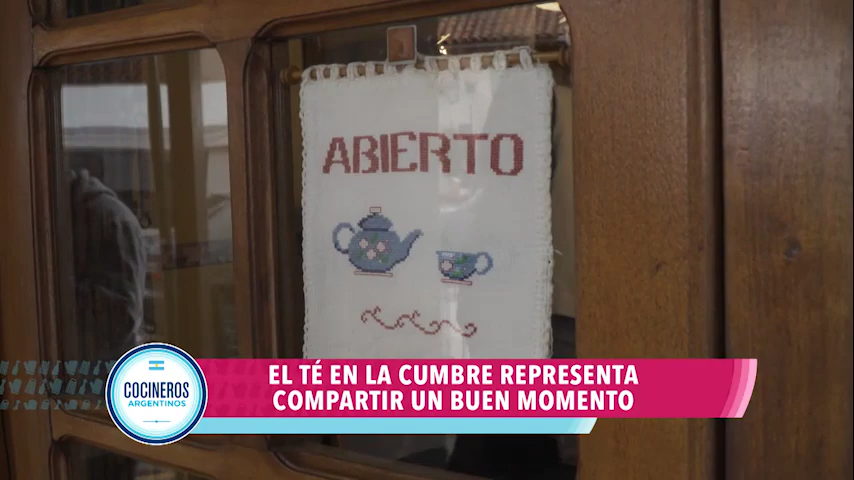 ABIERTO
COCINEROS
ARGENTINOS
EL TÉ EN LA CUMBRE REPRESENTA
COMPARTIR UN BUEN MOMENTO